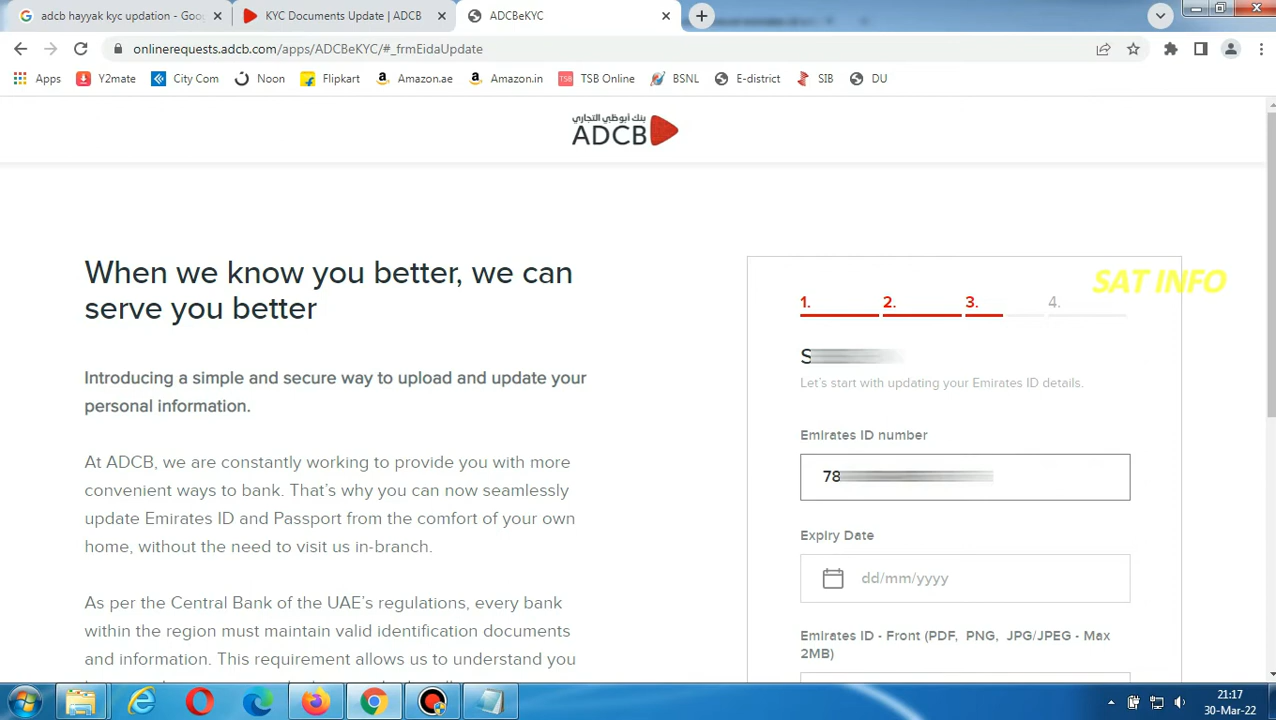 adcb hayyak kyc updation - Goo
KYC Documents Update | ADCB
ADCBeKYC
onlinerequests.adcb.com/apps/ADCBeKYC/#_frmEidaUpdate
Apps
Y2mate
City Com
Noon
Flipkart
Amazon.ae
Amazon.in
TSB
TSB Online
BSNL
E-district
SIB
DU
بنك أبوظبي التجاري
ADCB
When we know you better, we can
serve you better
Introducing a simple and secure way to upload and update your
personal information.
At ADCB, we are constantly working to provide you with more
convenient ways to bank. That's why you can now seamlessly
update Emirates ID and Passport from the comfort of your own
home, without the need to visit us in-branch.
As per the Central Bank of the UAE's regulations, every bank
within the region must maintain valid identification documents
and information. This requirement allows us to understand you
SAT INFO
1. 2. 3. 4.
S
Let's start with updating your Emirates ID details.
Emirates ID number
78
Expiry Date
dd/mm/yyyy
Emirates ID - Front (PDF, PNG, JPG/JPEG - Max
2MB)
21:17
30-Mar-22